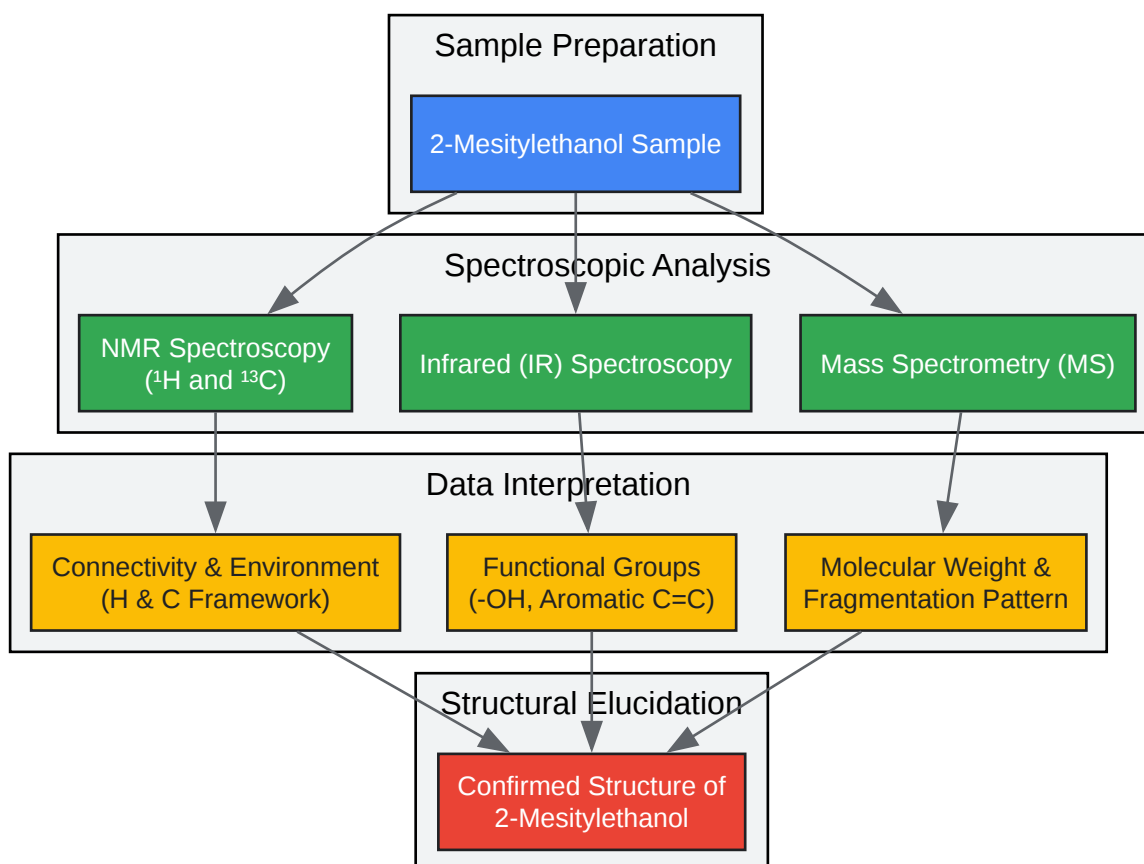 Sample Preparation
2-Mesitylethanol Sample
Spectroscopic Analysis
NMR Spectroscopy
(¹H and ¹³C)
Infrared (IR) Spectroscopy
Mass Spectrometry (MS)
Data Interpretation
Connectivity & Environment
(H & C Framework)
Functional Groups
(-OH, Aromatic C=C)
Molecular Weight &
Fragmentation Pattern
Structural Elucidation
Confirmed Structure of
2-Mesitylethanol